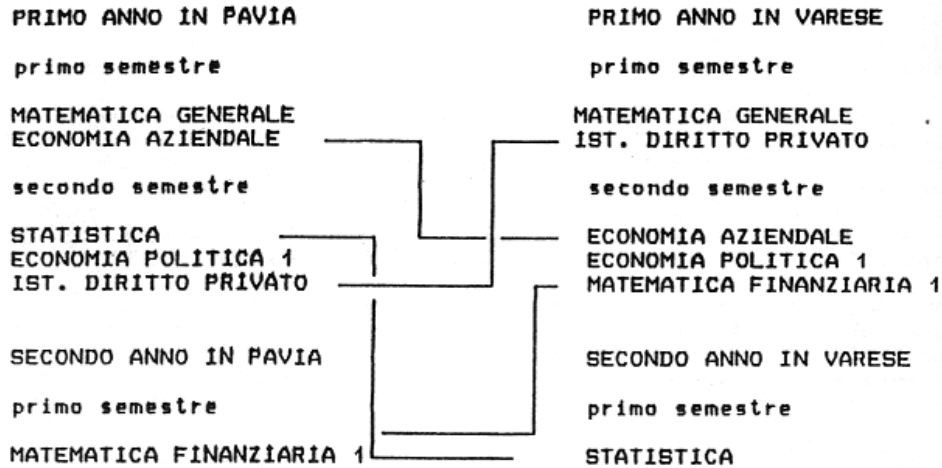 PRIMO ANNO IN PAVIA
primo semestre
MATEMATICA GENERALE
ECONOMIA AZIENDALE
secondo semestre
STATISTICA
ECONOMIA POLITICA 1
IST. DIRITTO PRIVATO
SECONDO ANNO IN PAVIA
primo semestre
MATEMATICA FINANZIARIA 1
PRIMO ANNO IN VARESE
primo semestre
MATEMATICA GENERALE
IST. DIRITTO PRIVATO
secondo semestre
ECONOMIA AZIENDALE
ECONOMIA POLITICA 1
MATEMATICA FINANZIARIA 1
SECONDO ANNO IN VARESE
primo semestre
STATISTICA